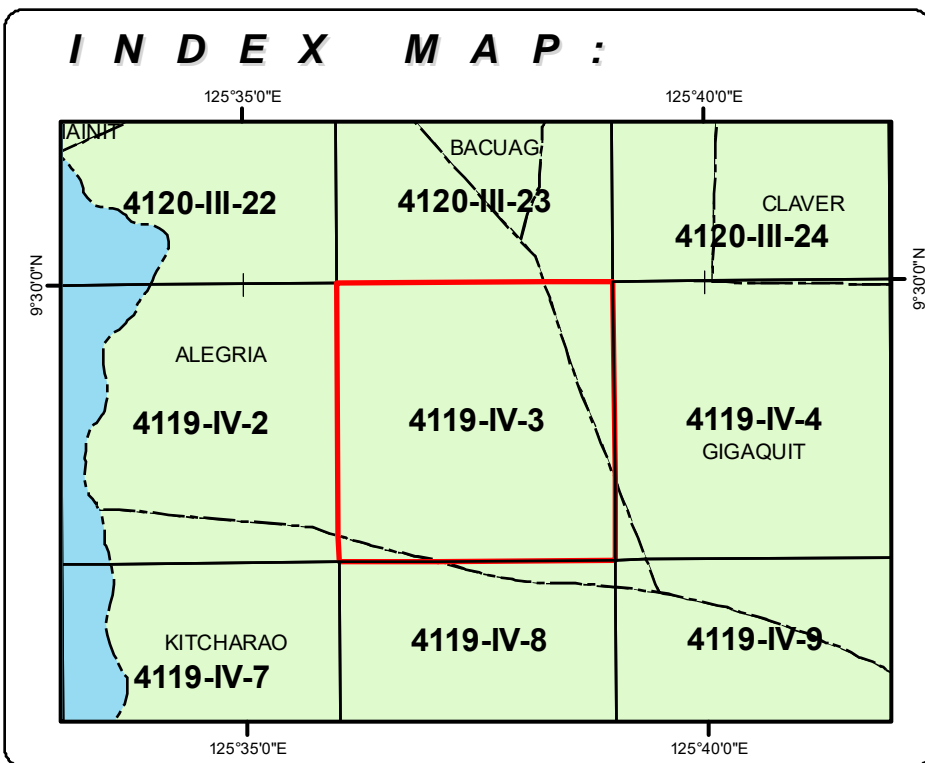 INDEX MAP:
125°35'0"E 125°40'0"E
AINIT
BACUAG
4120-III-22 4120-III-23 CLAVER
4120-III-24
9°30'0"N 9°30'0"N
ALEGRIA
4119-IV-2 4119-IV-3 4119-IV-4
GIGAQUIT
KITCHARAO 4119-IV-8 4119-IV-9
4119-IV-7
125°35'0"E 125°40'0"E